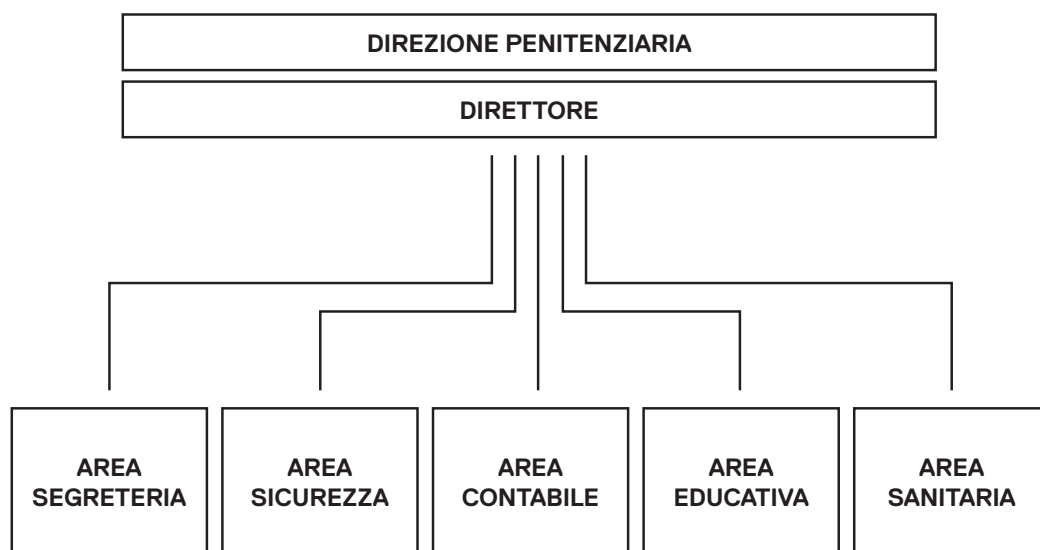 DIREZIONE PENITENZIARIA
DIRETTORE
AREA
SEGRETERIA
AREA
SICUREZZA
AREA
CONTABILE
AREA
EDUCATIVA
AREA
SANITARIA